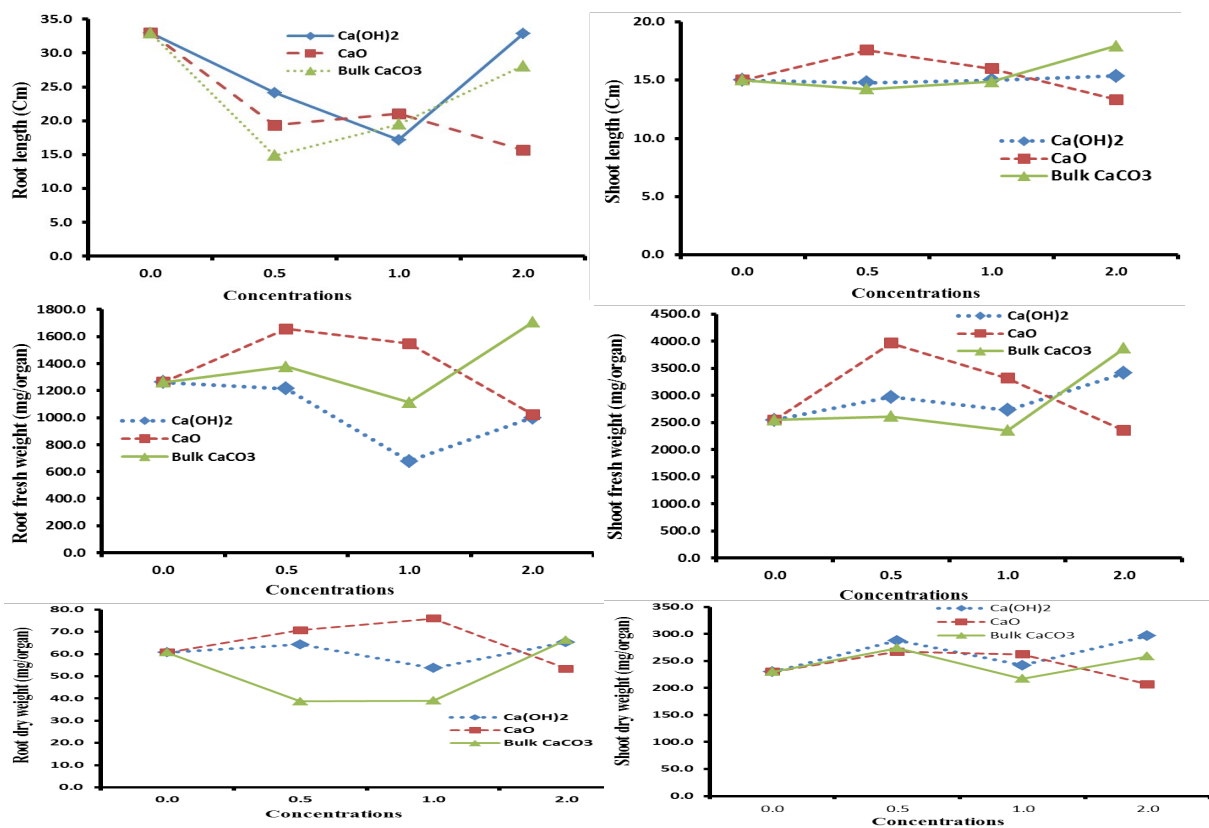 Root length (Cm)
35.0
30.0
25.0
20.0
15.0
10.0
5.0
0.0
Ca(OH)2
CaO
Bulk CaCO3
0.0 0.5 1.0 2.0
Concentrations
Shoot length (Cm)
20.0
15.0
10.0
5.0
0.0
Ca(OH)2
CaO
Bulk CaCO3
0.0 0.5 1.0 2.0
Concentrations
Root fresh weight (mg/organ)
1800.0
1600.0
1400.0
1200.0
1000.0
800.0
600.0
400.0
200.0
0.0
Ca(OH)2
CaO
Bulk CaCO3
0.0 0.5 1.0 2.0
Concentrations
Shoot fresh weight (mg/organ)
4500.0
4000.0
3500.0
3000.0
2500.0
2000.0
1500.0
1000.0
500.0
0.0
Ca(OH)2
CaO
Bulk CaCO3
0.0 0.5 1.0 2.0
Concentrations
Root dry weight (mg/organ)
80.0
70.0
60.0
50.0
40.0
30.0
20.0
10.0
0.0
Ca(OH)2
CaO
Bulk CaCO3
0.0 0.5 1.0 2.0
Concentrations
Shoot dry weight (mg/organ)
350.0
300.0
250.0
200.0
150.0
100.0
50.0
0.0
Ca(OH)2
CaO
Bulk CaCO3
0.0 0.5 1.0 2.0
Concentrations